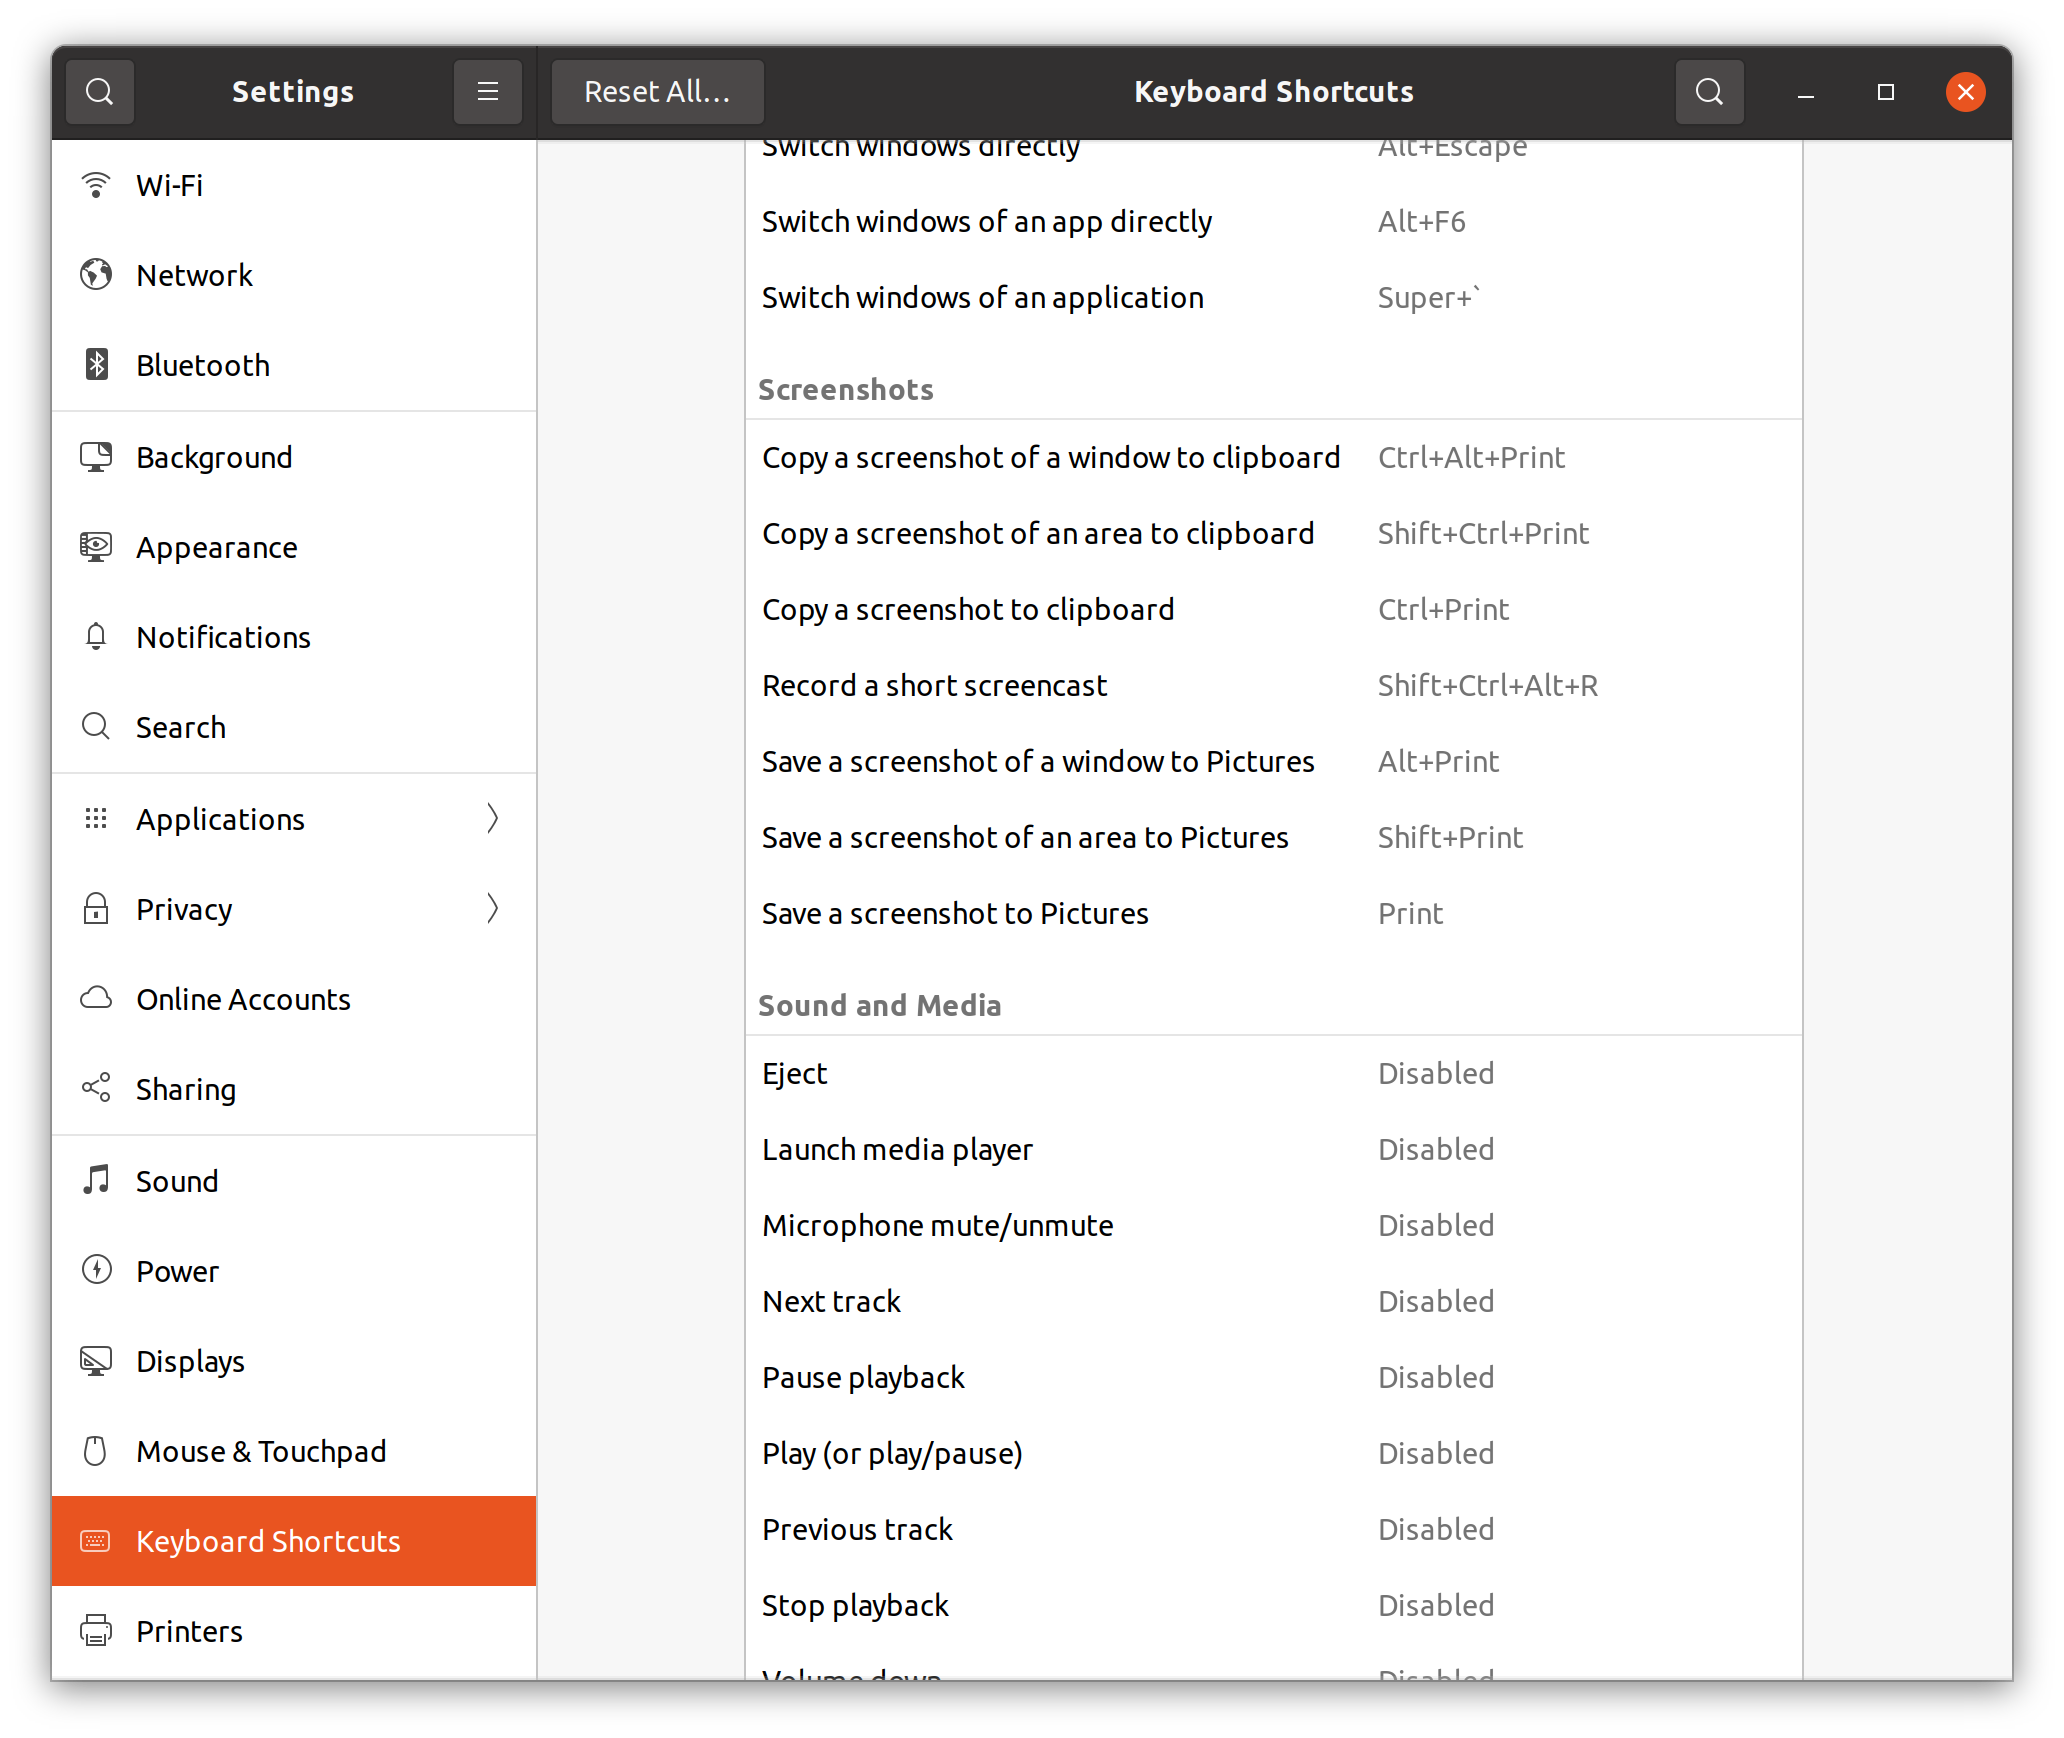 Settings
Reset All...
Keyboard Shortcuts
Wi-Fi
Network
Bluetooth
Background
Appearance
Notifications
Search
Applications
Privacy
Online Accounts
Sharing
Sound
Power
Displays
Mouse & Touchpad
Keyboard Shortcuts
Printers
Switch windows directly Alt+Escape
Switch windows of an app directly Alt+F6
Switch windows of an application Super+`
Screenshots
Copy a screenshot of a window to clipboard Ctrl+Alt+Print
Copy a screenshot of an area to clipboard Shift+Ctrl+Print
Copy a screenshot to clipboard Ctrl+Print
Record a short screencast Shift+Ctrl+Alt+R
Save a screenshot of a window to Pictures Alt+Print
Save a screenshot of an area to Pictures Shift+Print
Save a screenshot to Pictures Print
Sound and Media
Eject Disabled
Launch media player Disabled
Microphone mute/unmute Disabled
Next track Disabled
Pause playback Disabled
Play (or play/pause) Disabled
Previous track Disabled
Stop playback Disabled
Volume down Disabled